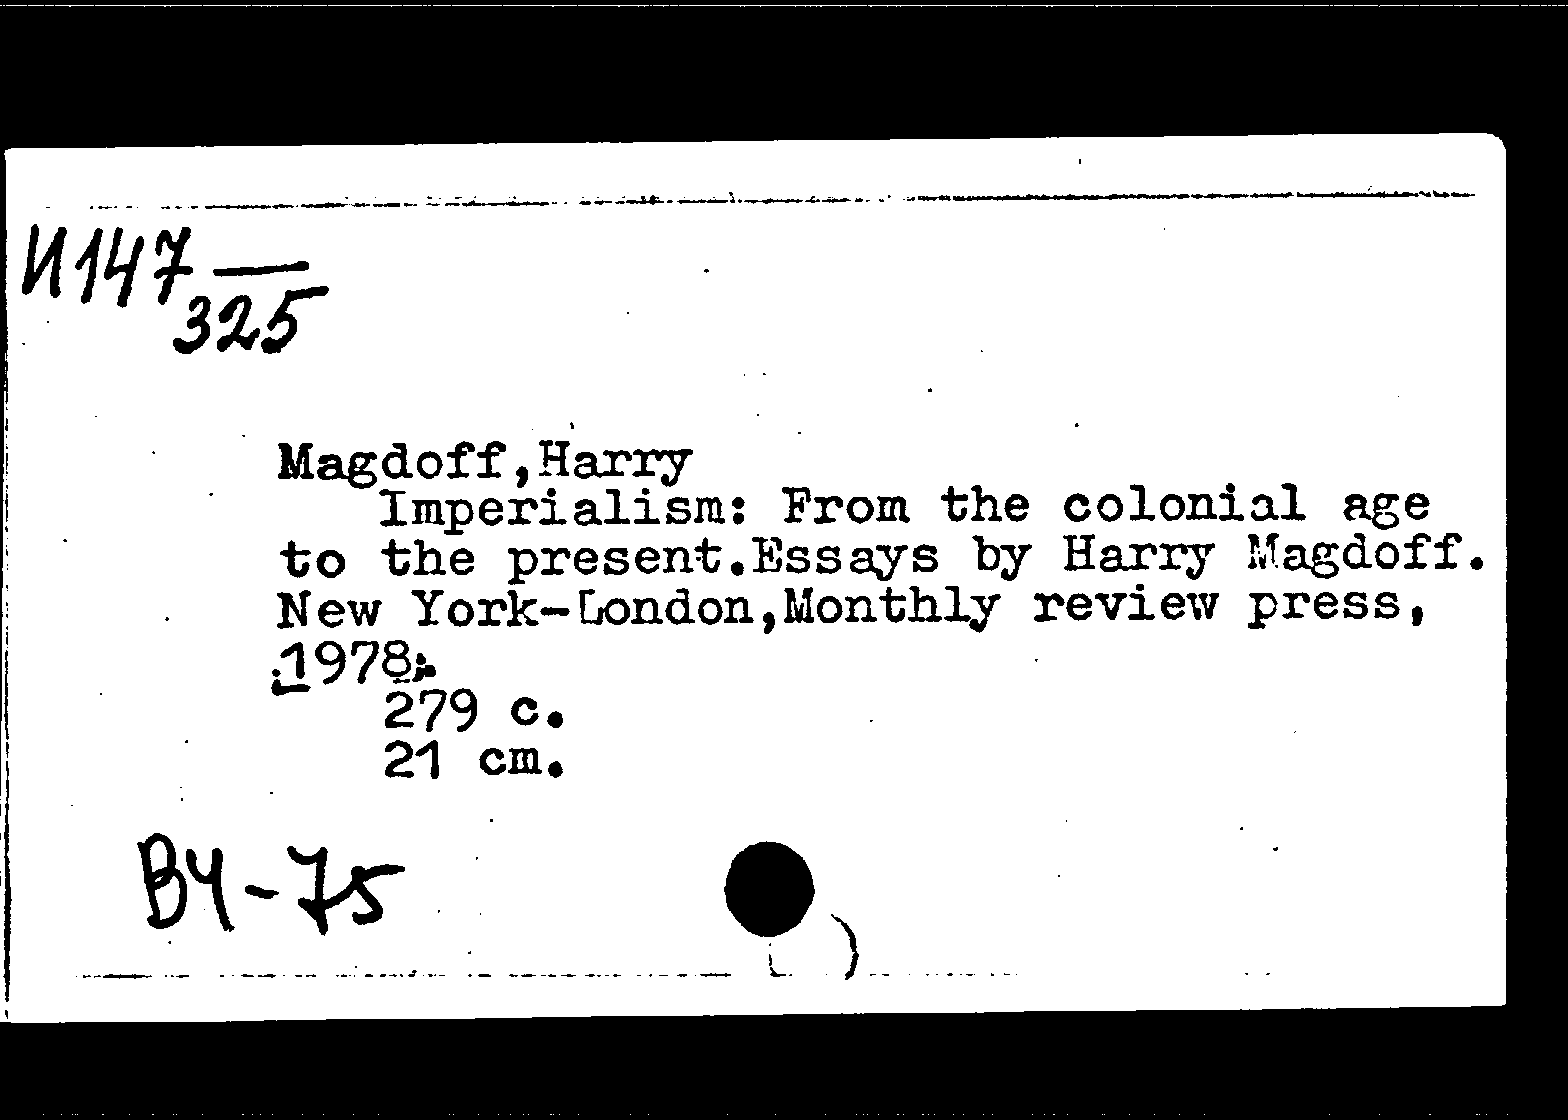 И147 —
325
Magdoff,Harry
Imperialism: From the colonial age
to the present.Essays by Harry Magdoff.
New York-London,Monthly review press,
1978.
279 c.
21 cm.
В4-75